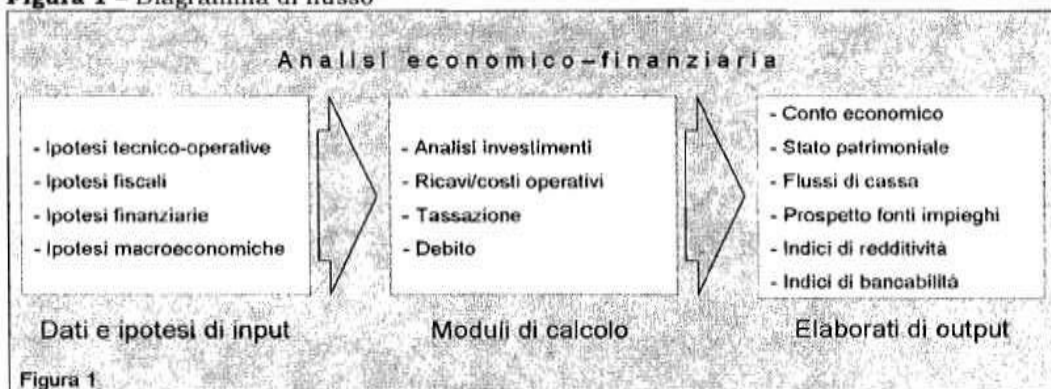 Figura 1 – Diagramma di flusso
Analisi economico–finanziaria
- Ipotesi tecnico-operative
- Ipotesi fiscali
- Ipotesi finanziarie
- Ipotesi macroeconomiche
Dati e ipotesi di input
- Analisi investimenti
- Ricavi/costi operativi
- Tassazione
- Debito
Moduli di calcolo
- Conto economico
- Stato patrimoniale
- Flussi di cassa
- Prospetto fonti impieghi
- Indici di redditività
- Indici di bancabilità
Elaborati di output
Figura 1